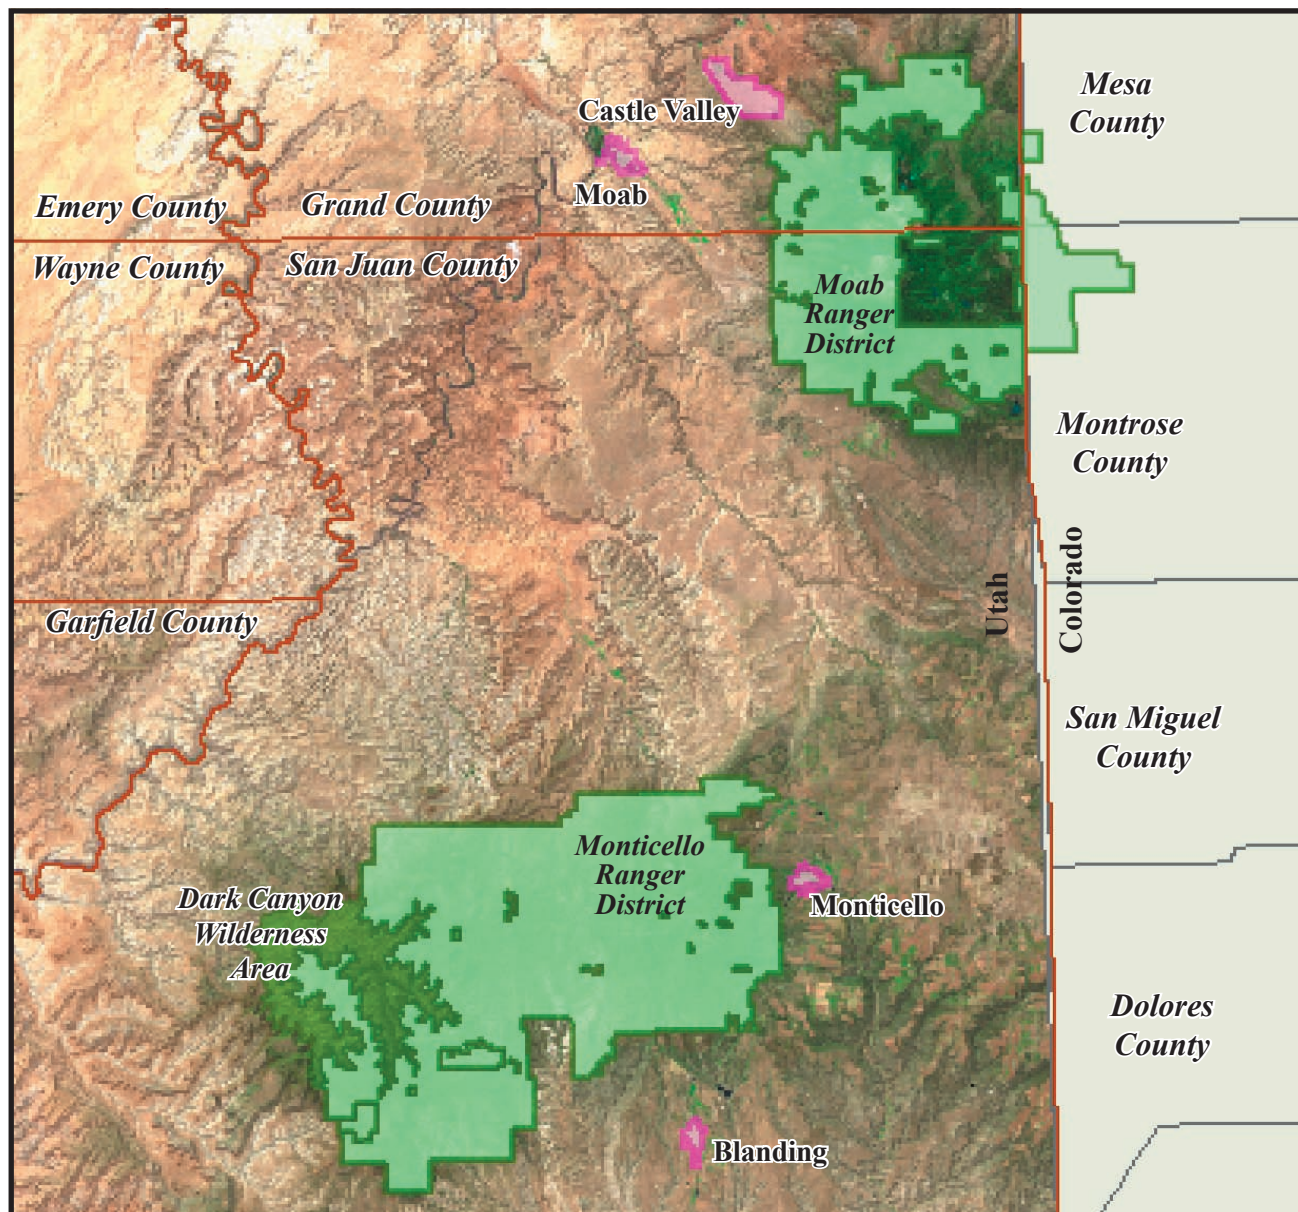 Mesa
County
Castle Valley
Moab
Emery County
Grand County
Wayne County
San Juan County
Moab
Ranger
District
Montrose
County
Utah
Colorado
Garfield County
San Miguel
County
Monticello
Ranger
District
Dark Canyon
Wilderness
Area
Monticello
Dolores
County
Blanding